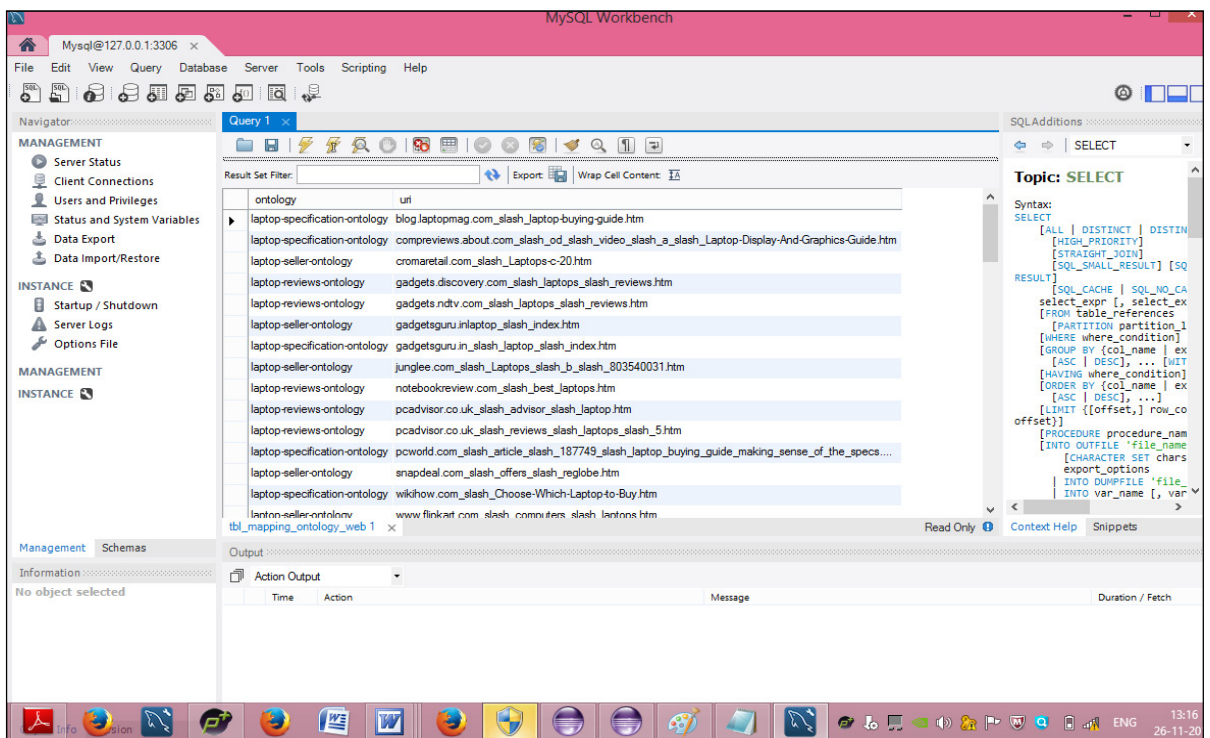 MySQL Workbench
Mysql@127.0.0.1:3306
File Edit View Query Database Server Tools Scripting Help
Navigator
MANAGEMENT
Server Status
Client Connections
Users and Privileges
Status and System Variables
Data Export
Data Import/Restore
INSTANCE
Startup / Shutdown
Server Logs
Options File
MANAGEMENT
INSTANCE
Management Schemas
Information
No object selected
Query 1
Result Set Filter: Export: Wrap Cell Content:
ontology uri
laptop-specification-ontology blog.laptopmag.com_slash_laptop-buying-guide.htm
laptop-specification-ontology compreviews.about.com_slash_od_slash_video_slash_a_slash_Laptop-Display-And-Graphics-Guide.htm
laptop-seller-ontology cromaretail.com_slash_Laptops-c-20.htm
laptop-reviews-ontology gadgets.discovery.com_slash_laptops_slash_reviews.htm
laptop-reviews-ontology gadgets.ndtv.com_slash_laptops_slash_reviews.htm
laptop-seller-ontology gadgetsguru.inlaptop_slash_index.htm
laptop-specification-ontology gadgetsguru.in_slash_laptop_slash_index.htm
laptop-seller-ontology junglee.com_slash_Laptops_slash_b_slash_803540031.htm
laptop-reviews-ontology notebookreview.com_slash_best_laptops.htm
laptop-reviews-ontology pcadvisor.co.uk_slash_advisor_slash_laptop.htm
laptop-reviews-ontology pcadvisor.co.uk_slash_reviews_slash_laptops_slash_5.htm
laptop-specification-ontology pcworld.com_slash_article_slash_187749_slash_laptop_buying_guide_making_sense_of_the_specs....
laptop-seller-ontology snapdeal.com_slash_offers_slash_reglobe.htm
laptop-specification-ontology wikihow.com_slash_Choose-Which-Laptop-to-Buy.htm
laptop-seller-ontology www.flipkart.com_slash_computers_slash_laptops.htm
tbl_mapping_ontology_web 1 Read Only
Output
Action Output
Time Action Message Duration / Fetch
SQLAdditions
SELECT
Topic: SELECT
Syntax:
SELECT
[ALL | DISTINCT | DISTIN
[HIGH_PRIORITY]
[STRAIGHT_JOIN]
[SQL_SMALL_RESULT] [SQ
RESULT]
[SQL_CACHE | SQL_NO_CA
select_expr [, select_ex
[FROM table_references
[PARTITION partition_l
[WHERE where_condition]
[GROUP BY {col_name | ex
[ASC | DESC], ... [WIT
[HAVING where_condition]
[ORDER BY {col_name | ex
[ASC | DESC], ...]
[LIMIT {[offset,] row_co
offset}]
[PROCEDURE procedure_nam
[INTO OUTFILE 'file_name
[CHARACTER SET chars
export_options
| INTO DUMPFILE 'file_
| INTO var_name [, var
Context Help Snippets
ENG
13:16
26-11-20